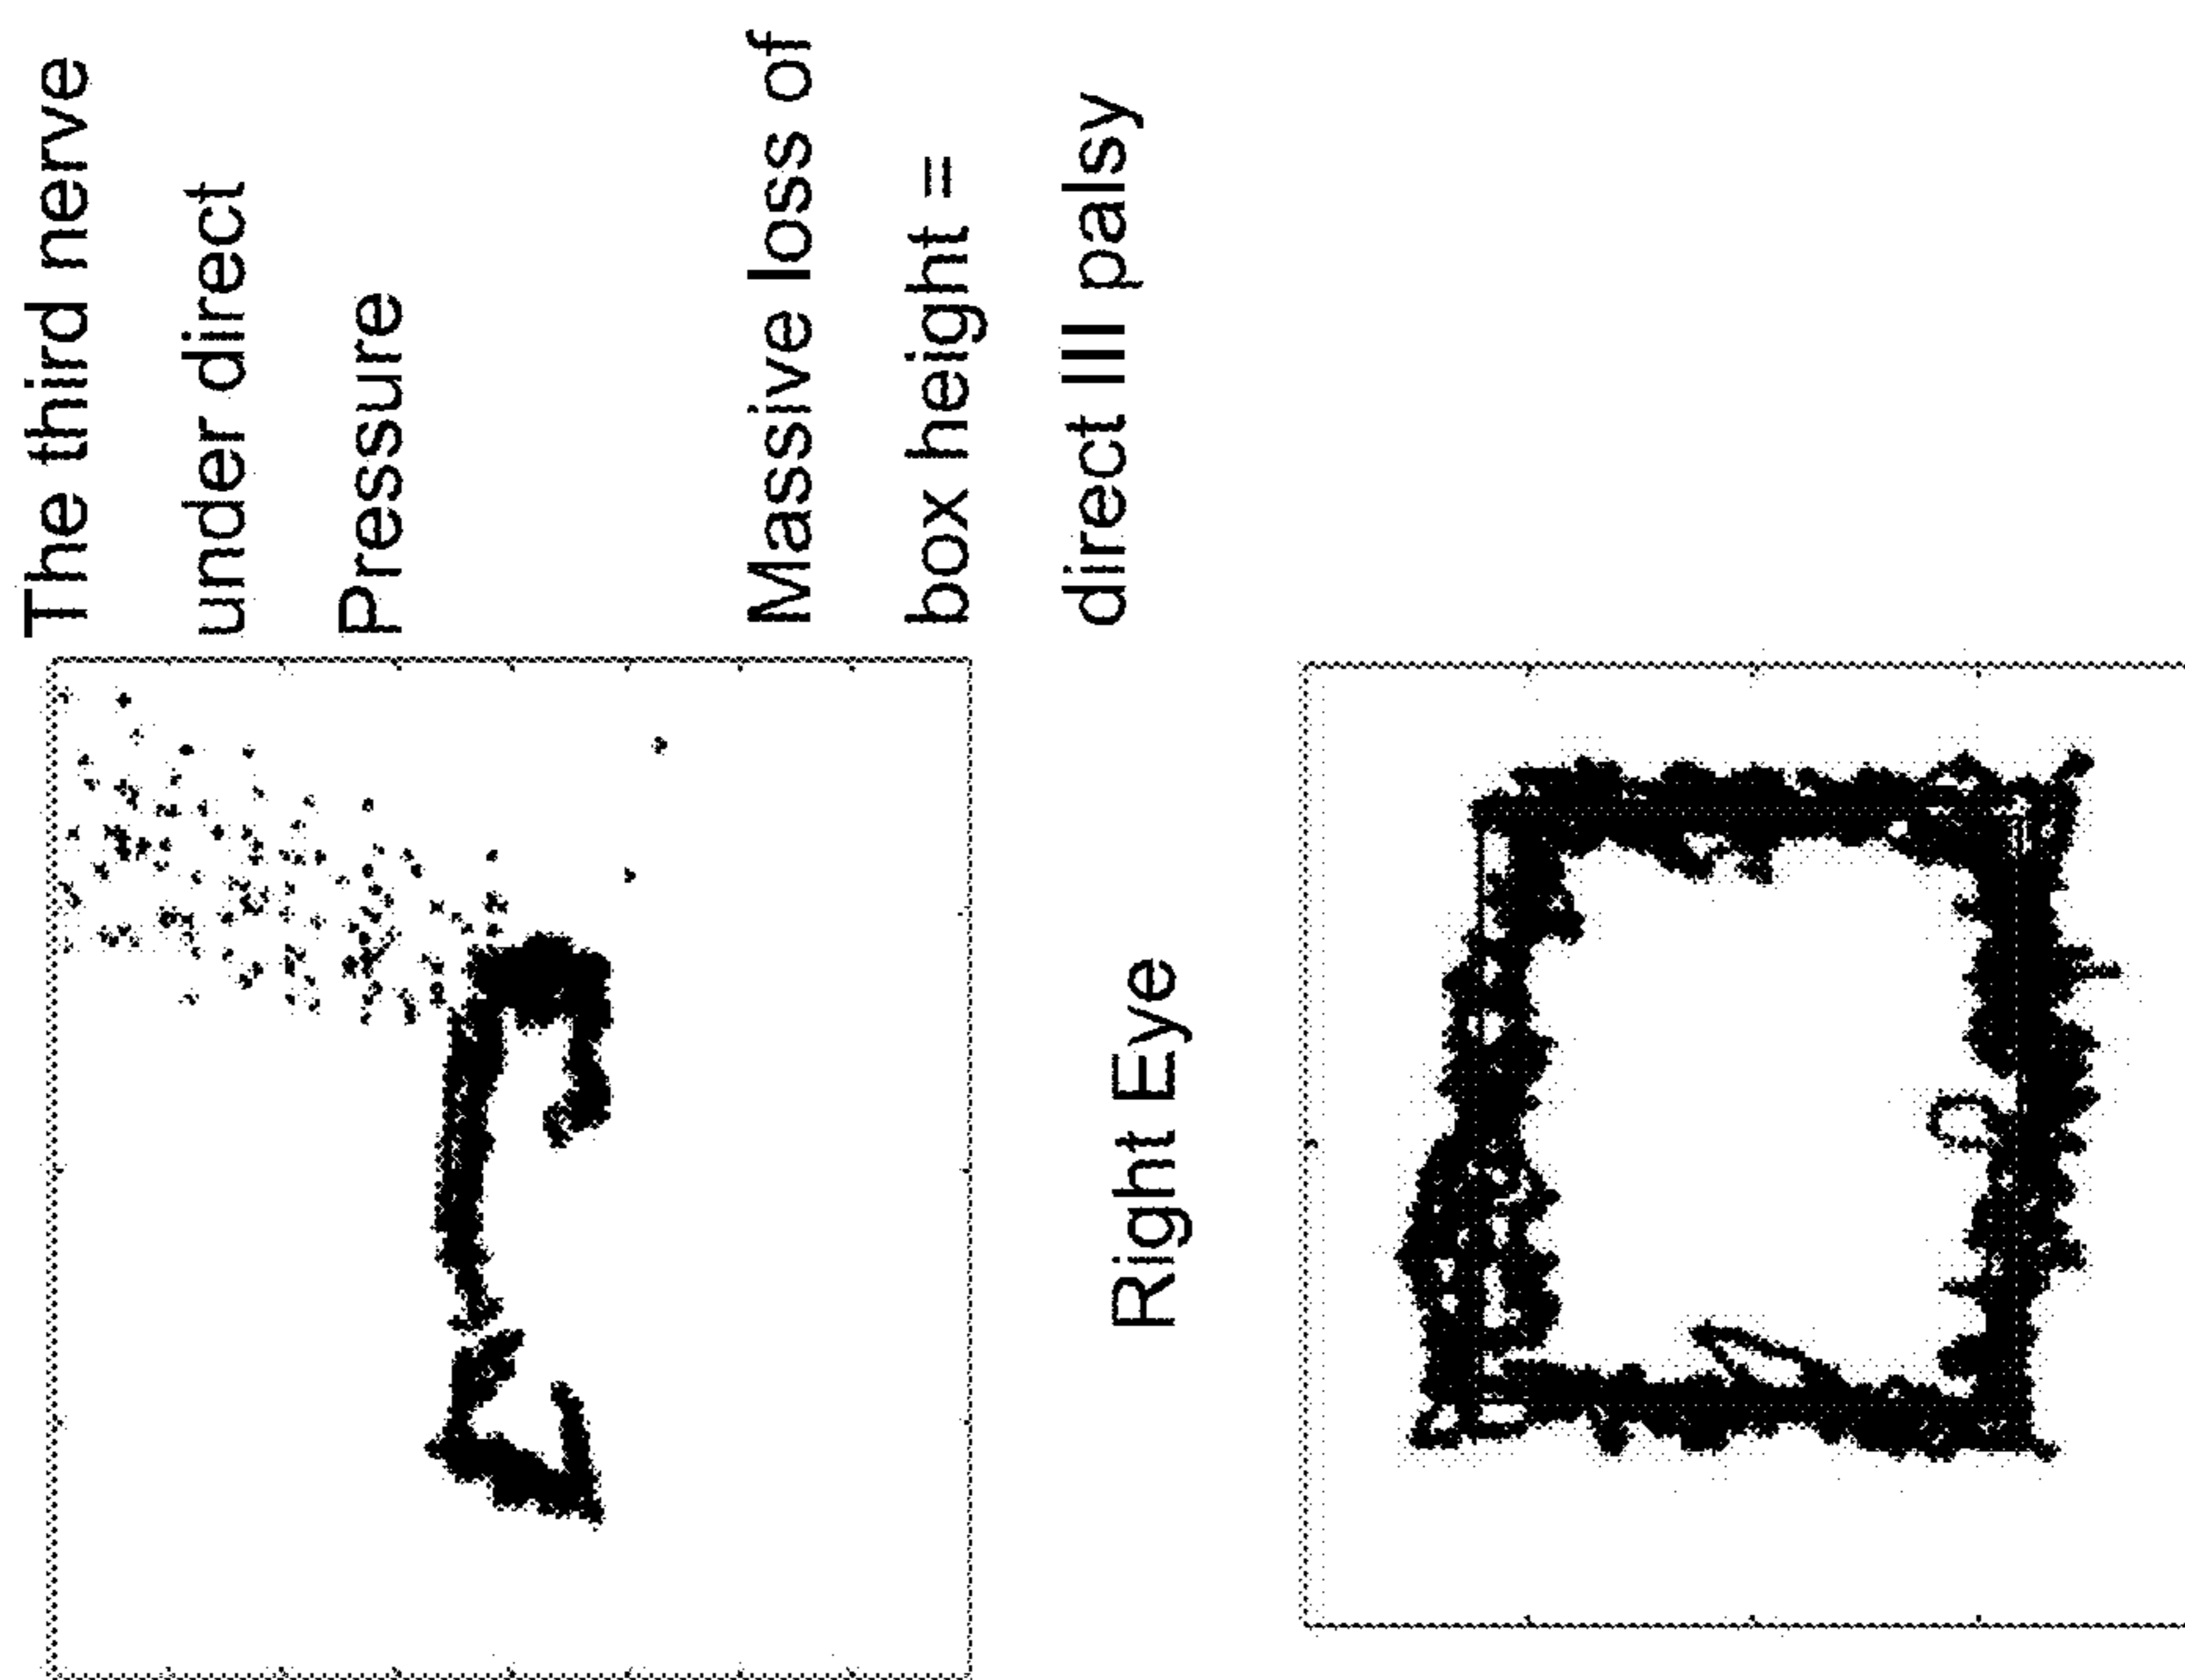 The third nerve
under direct
Pressure
Massive loss of
box height =
direct III palsy
Right Eye